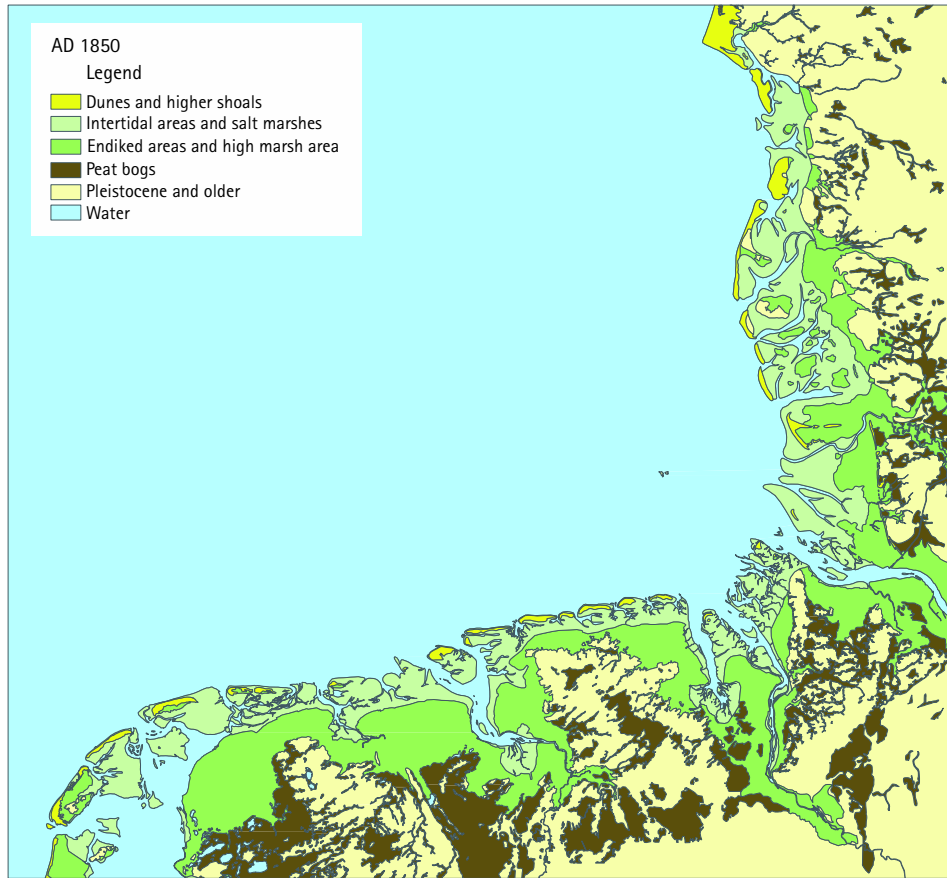 AD 1850
Legend
Dunes and higher shoals
Intertidal areas and salt marshes
Endiked areas and high marsh area
Peat bogs
Pleistocene and older
Water